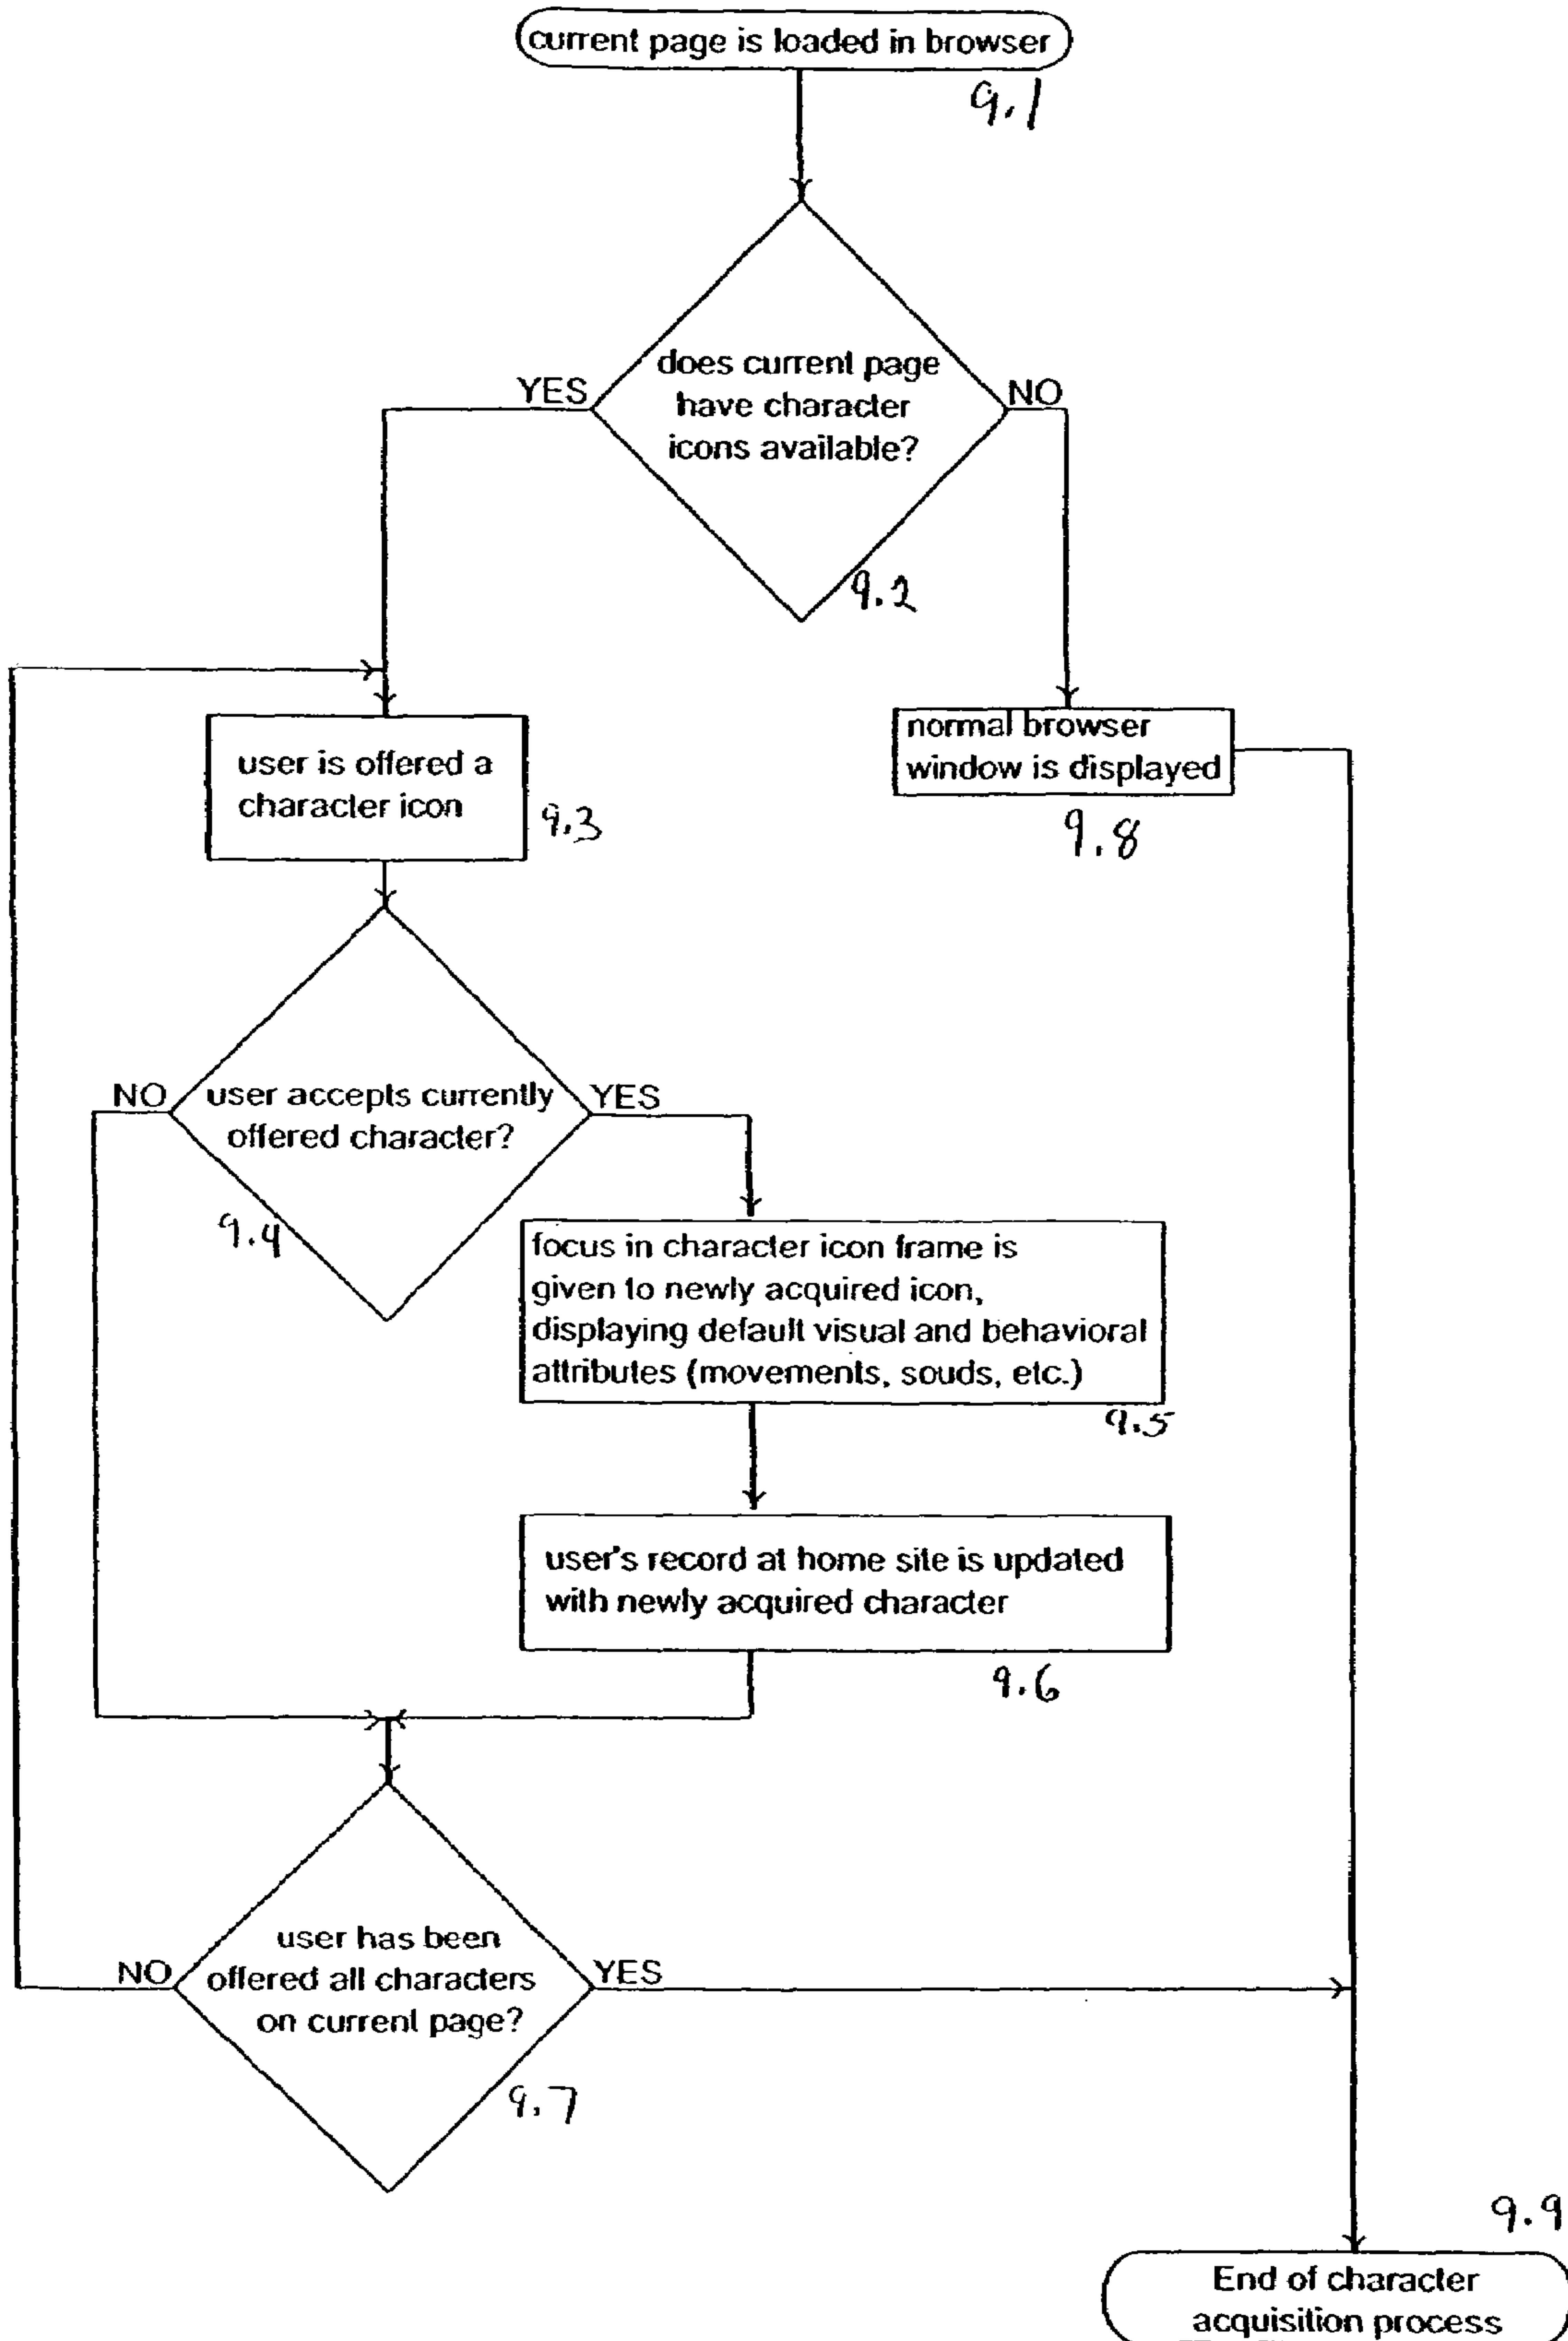 current page is loaded in browser
9.1
does current page
have character
icons available?
YES
NO
9.2
user is offered a
character icon
9.3
normal browser
window is displayed
9.8
user accepts currently
offered character?
NO
YES
9.4
focus in character icon frame is
given to newly acquired icon,
displaying default visual and behavioral
attributes (movements, souds, etc.)
9.5
user's record at home site is updated
with newly acquired character
9.6
user has been
offered all characters
on current page?
NO
YES
9.7
9.9
End of character
acquisition process